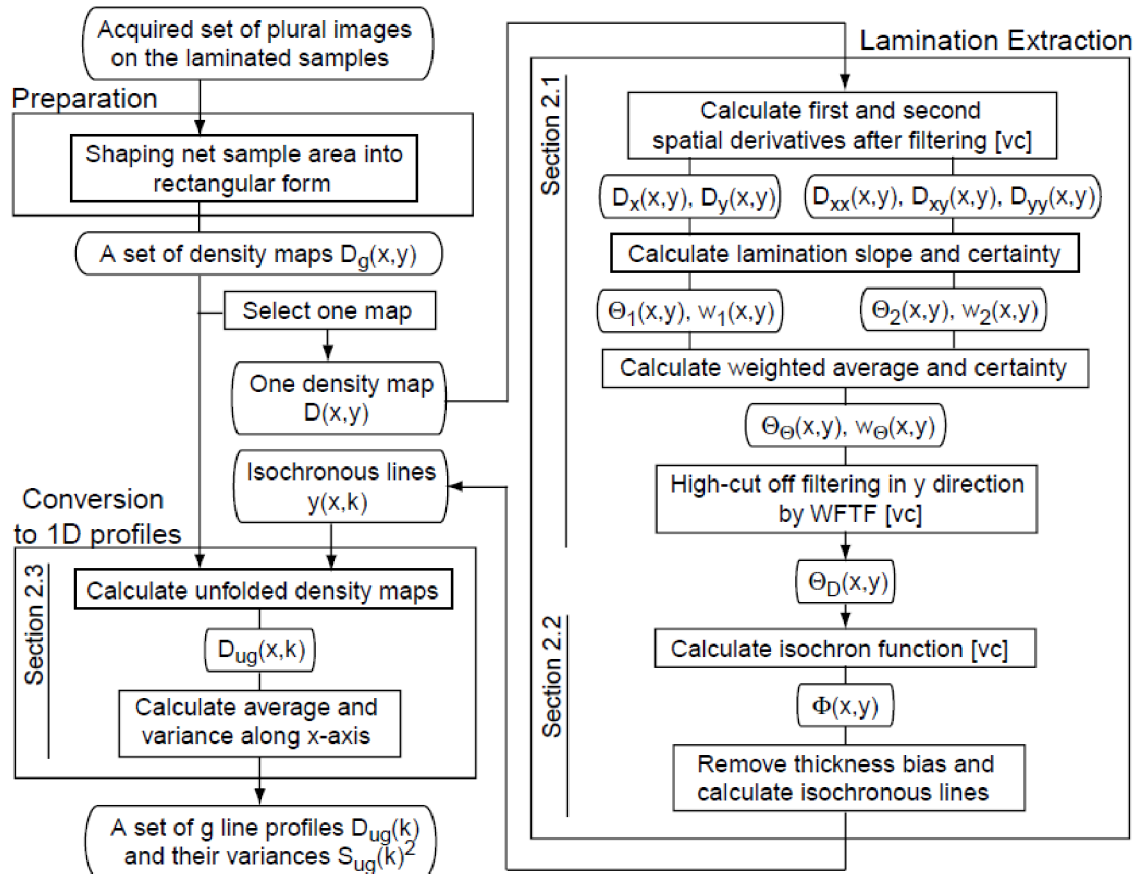 Acquired set of plural images
on the laminated samples
Preparation
Shaping net sample area into
rectangular form
A set of density maps D_g(x,y)
Select one map
One density map
D(x,y)
Isochronous lines
y(x,k)
Conversion
to 1D profiles
Section 2.3
Calculate unfolded density maps
D_ug(x,k)
Calculate average and
variance along x-axis
A set of g line profiles D_ug(k)
and their variances S_ug(k)^2
Lamination Extraction
Section 2.1
Calculate first and second
spatial derivatives after filtering [vc]
D_x(x,y), D_y(x,y)
D_xx(x,y), D_xy(x,y), D_yy(x,y)
Calculate lamination slope and certainty
Θ_1(x,y), w_1(x,y)
Θ_2(x,y), w_2(x,y)
Calculate weighted average and certainty
Θ_Θ(x,y), w_Θ(x,y)
High-cut off filtering in y direction
by WFTF [vc]
Θ_D(x,y)
Section 2.2
Calculate isochron function [vc]
Φ(x,y)
Remove thickness bias and
calculate isochronous lines